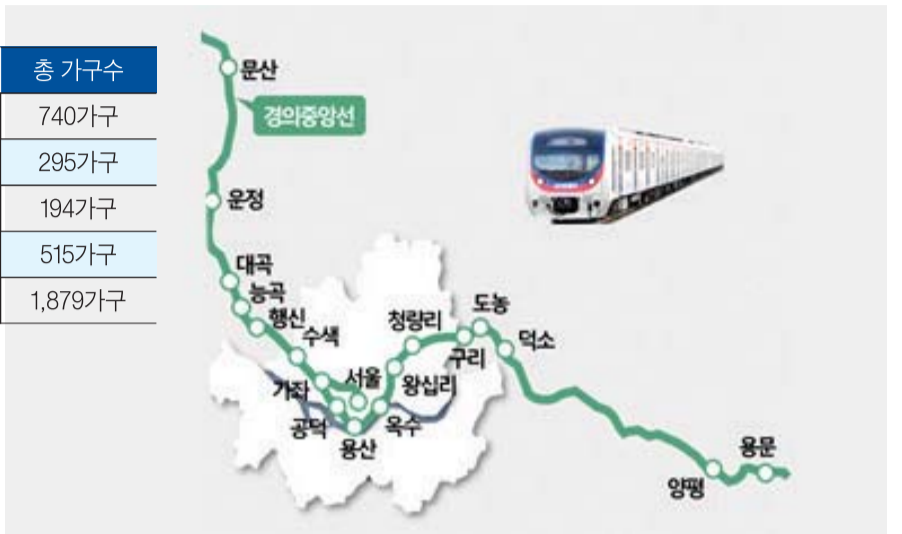 총 가구수
740가구
295가구
194가구
515가구
1,879가구
문산
경의중앙선
운정
대곡
능곡
행신
수색
가좌
서울
공덕
용산
옥수
왕십리
청량리
구리
도농
덕소
양평
용문